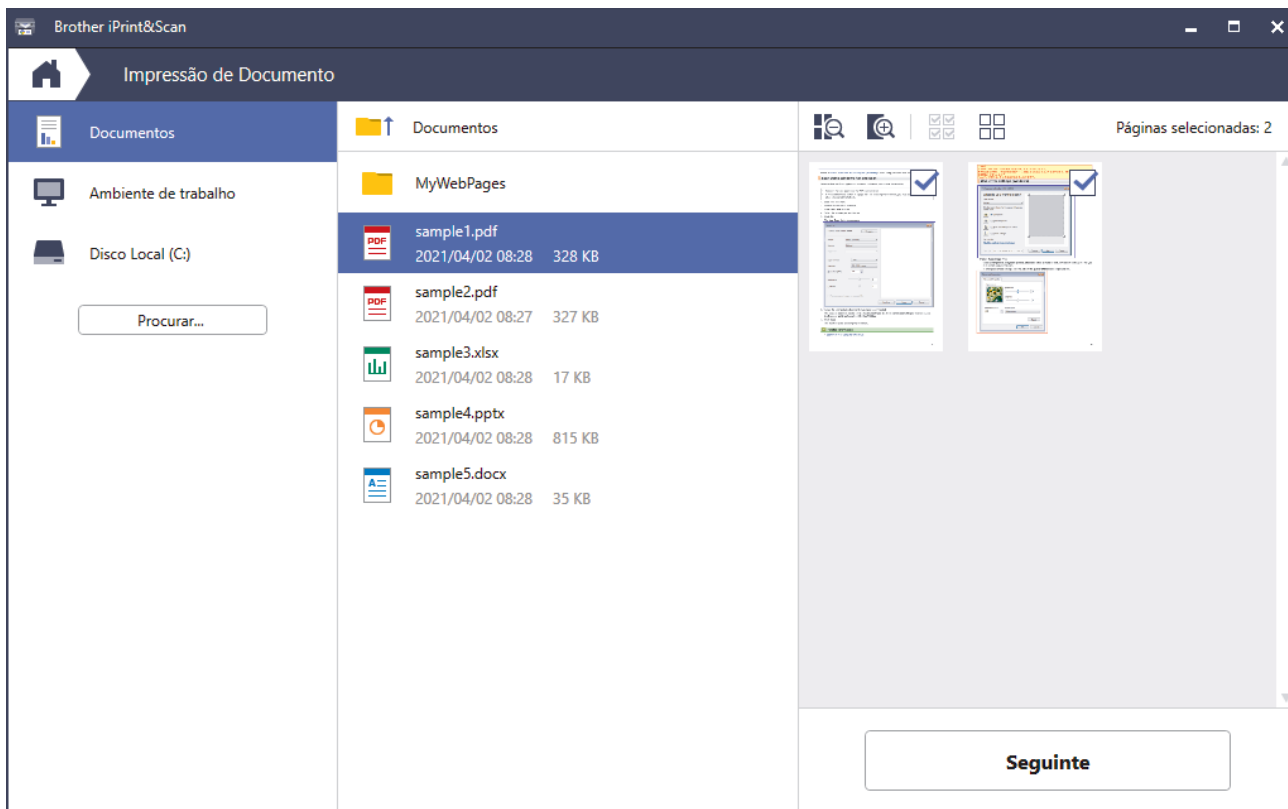 Brother iPrint&Scan
Impressão de Documento
Documentos
Ambiente de trabalho
Disco Local (C:)
Procurar...
Documentos
MyWebPages
PDF
sample1.pdf
2021/04/02 08:28 328 KB
PDF
sample2.pdf
2021/04/02 08:27 327 KB
sample3.xlsx
2021/04/02 08:28 17 KB
sample4.pptx
2021/04/02 08:28 815 KB
sample5.docx
2021/04/02 08:28 35 KB
Páginas selecionadas: 2
Seguinte